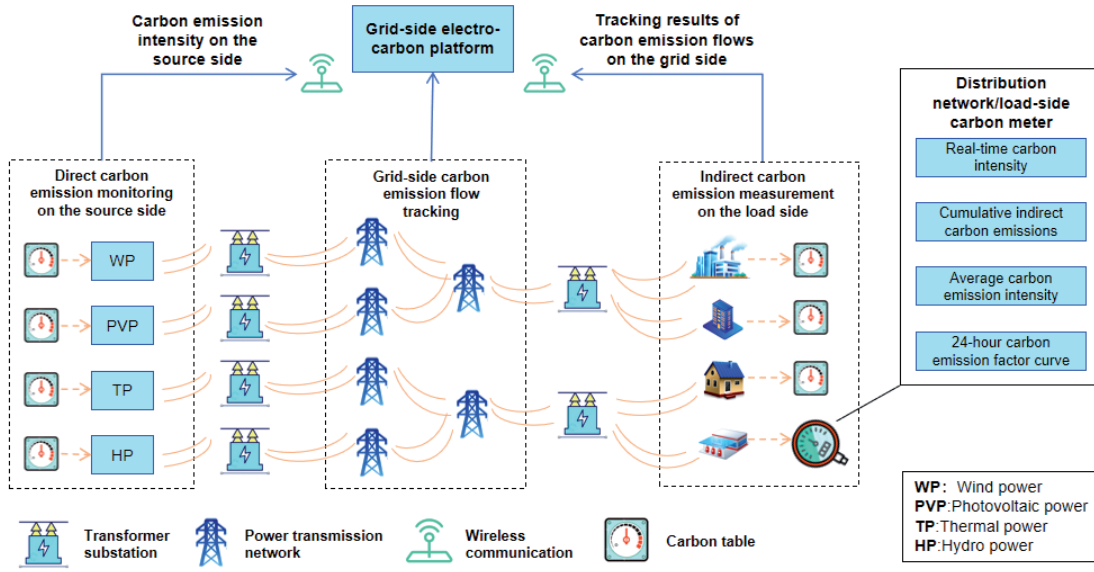 Carbon emission
intensity on the
source side
Grid-side electro-
carbon platform
Tracking results of
carbon emission flows
on the grid side
Distribution
network/load-side
carbon meter
Real-time carbon
intensity
Cumulative indirect
carbon emissions
Average carbon
emission intensity
24-hour carbon
emission factor curve
Direct carbon
emission monitoring
on the source side
WP
PVP
TP
HP
Grid-side carbon
emission flow
tracking
Indirect carbon
emission measurement
on the load side
WP: Wind power
PVP:Photovoltaic power
TP:Thermal power
HP:Hydro power
Transformer
substation
Power transmission
network
Wireless
communication
Carbon table